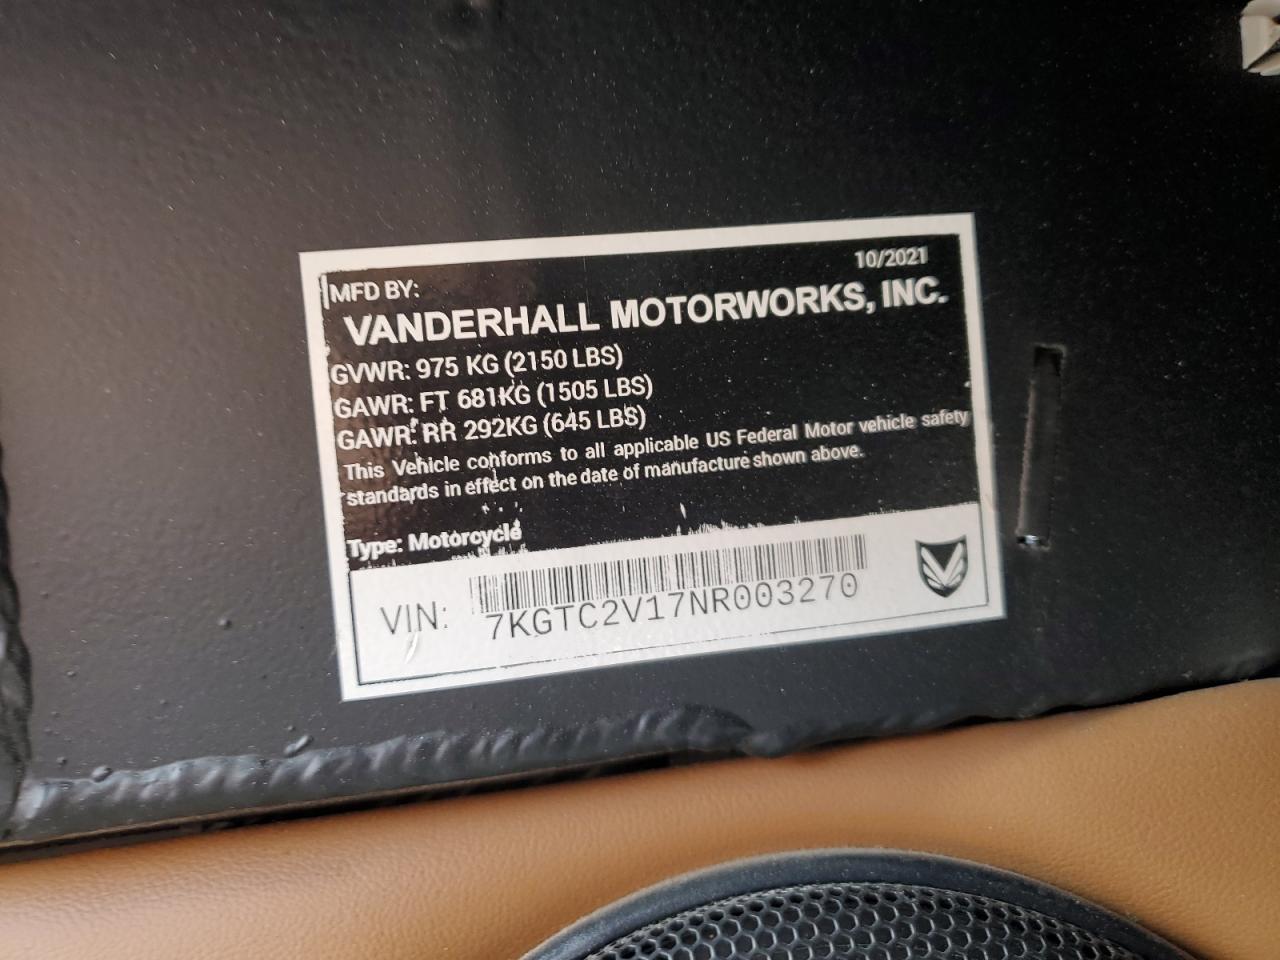 10/2021
MFD BY:
VANDERHALL MOTORWORKS, INC.
GVWR: 975 KG (2150 LBS)
GAWR: FT 681KG (1505 LBS)
GAWR: RR 292KG (645 LBS)
This Vehicle conforms to all applicable US Federal Motor vehicle safety
standards in effect on the date of manufacture shown above.
Type: Motorcycle
VIN: 7KGTC2V17NR003270